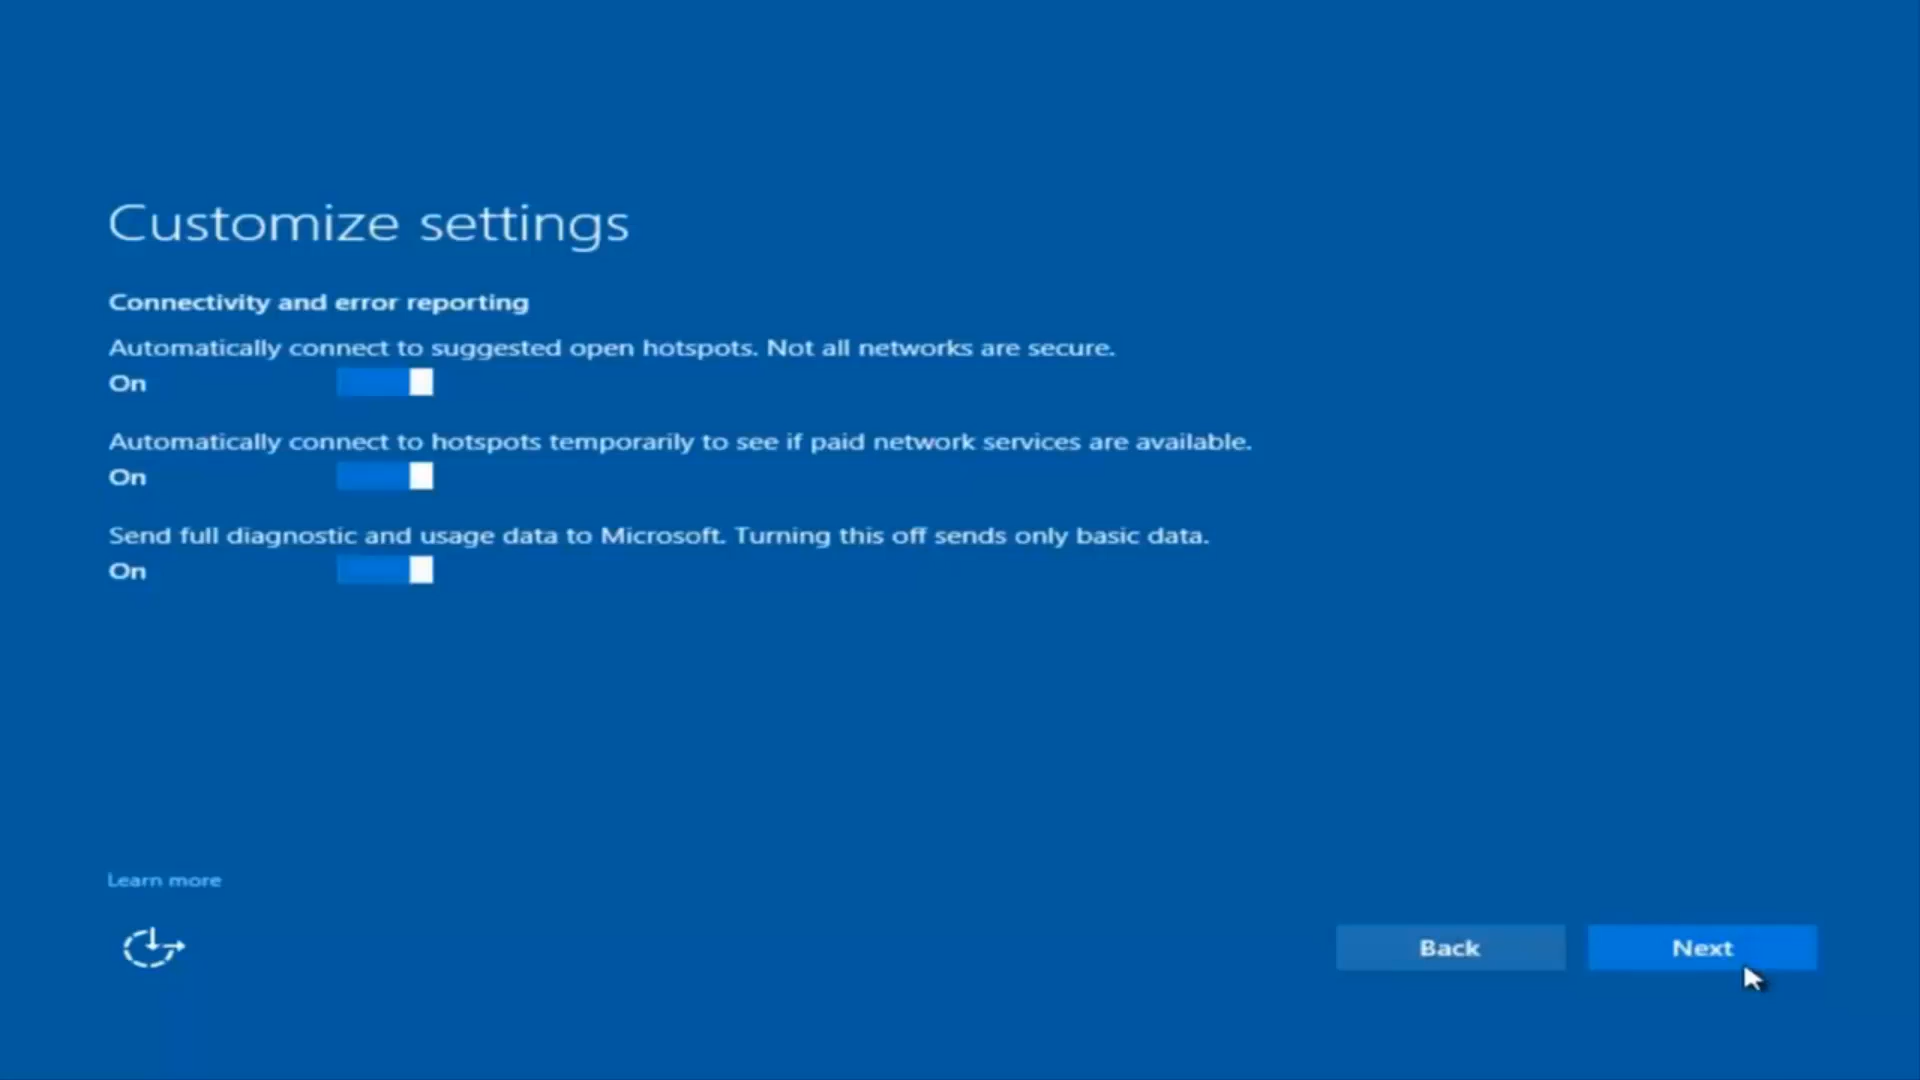 Customize settings
Connectivity and error reporting
Automatically connect to suggested open hotspots. Not all networks are secure.
On
Automatically connect to hotspots temporarily to see if paid network services are available.
On
Send full diagnostic and usage data to Microsoft. Turning this off sends only basic data.
On
Learn more
Back
Next